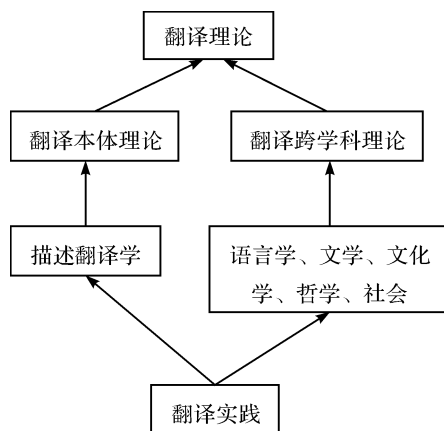 翻译理论
翻译本体理论
翻译跨学科理论
描述翻译学
语言学、文学、文化
学、哲学、社会
翻译实践